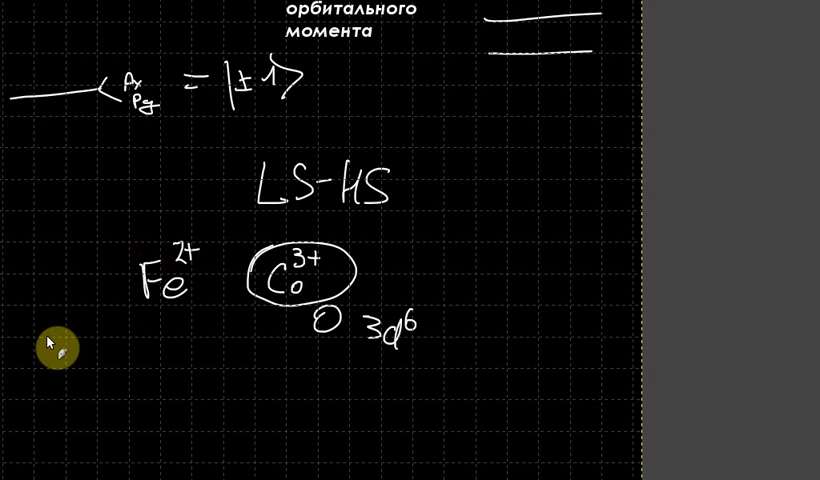 орбитального
момента
Px = |±1⟩
Py
LS-HS
Fe²⁺ Co³⁺
O 3d⁶